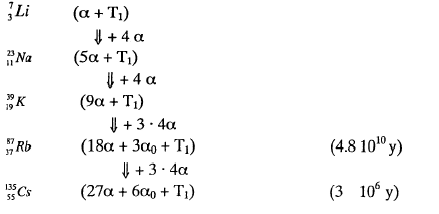 ⁷₃Li (α + T₁)
⇓ + 4 α
²³₁₁Na (5α + T₁)
⇓ + 4 α
³⁹₁₉K (9α + T₁)
⇓ + 3 · 4α
⁸⁷₃₇Rb (18α + 3α₀ + T₁) (4.8 10¹⁰ y)
⇓ + 3 · 4α
¹³⁵₅₅Cs (27α + 6α₀ + T₁) (3 10⁶ y)